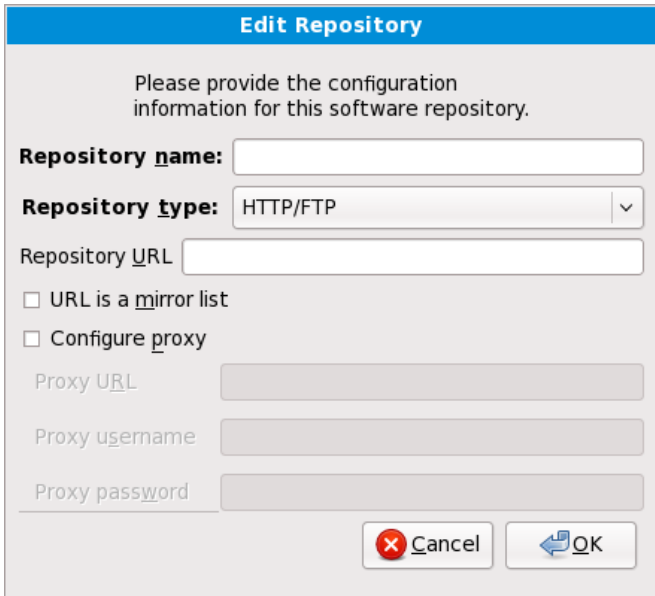 Edit Repository
Please provide the configuration
information for this software repository.
Repository name:
Repository type: HTTP/FTP
Repository URL
URL is a mirror list
Configure proxy
Proxy URL
Proxy username
Proxy password
Cancel OK